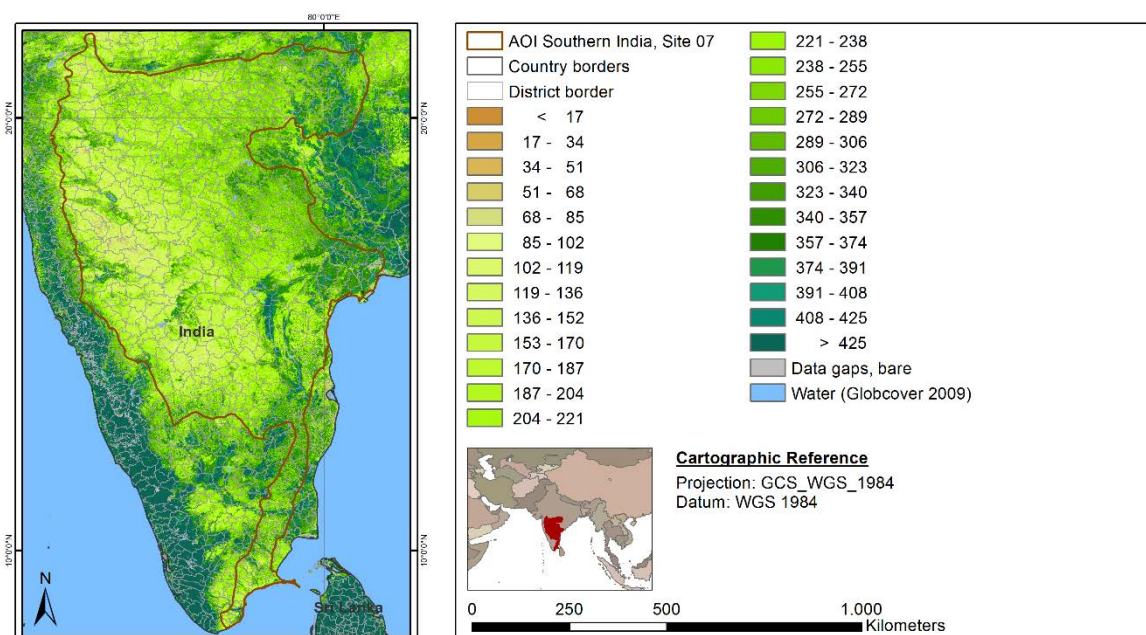 80°0'0"E
20°0'0"N
20°0'0"N
India
10°0'0"N
10°0'0"N
N
Sri Lanka
AOI Southern India, Site 07
Country borders
District border
< 17
17 - 34
34 - 51
51 - 68
68 - 85
85 - 102
102 - 119
119 - 136
136 - 152
153 - 170
170 - 187
187 - 204
204 - 221
221 - 238
238 - 255
255 - 272
272 - 289
289 - 306
306 - 323
323 - 340
340 - 357
357 - 374
374 - 391
391 - 408
408 - 425
> 425
Data gaps, bare
Water (Globcover 2009)
Cartographic Reference
Projection: GCS_WGS_1984
Datum: WGS 1984
0 250 500 1.000
Kilometers